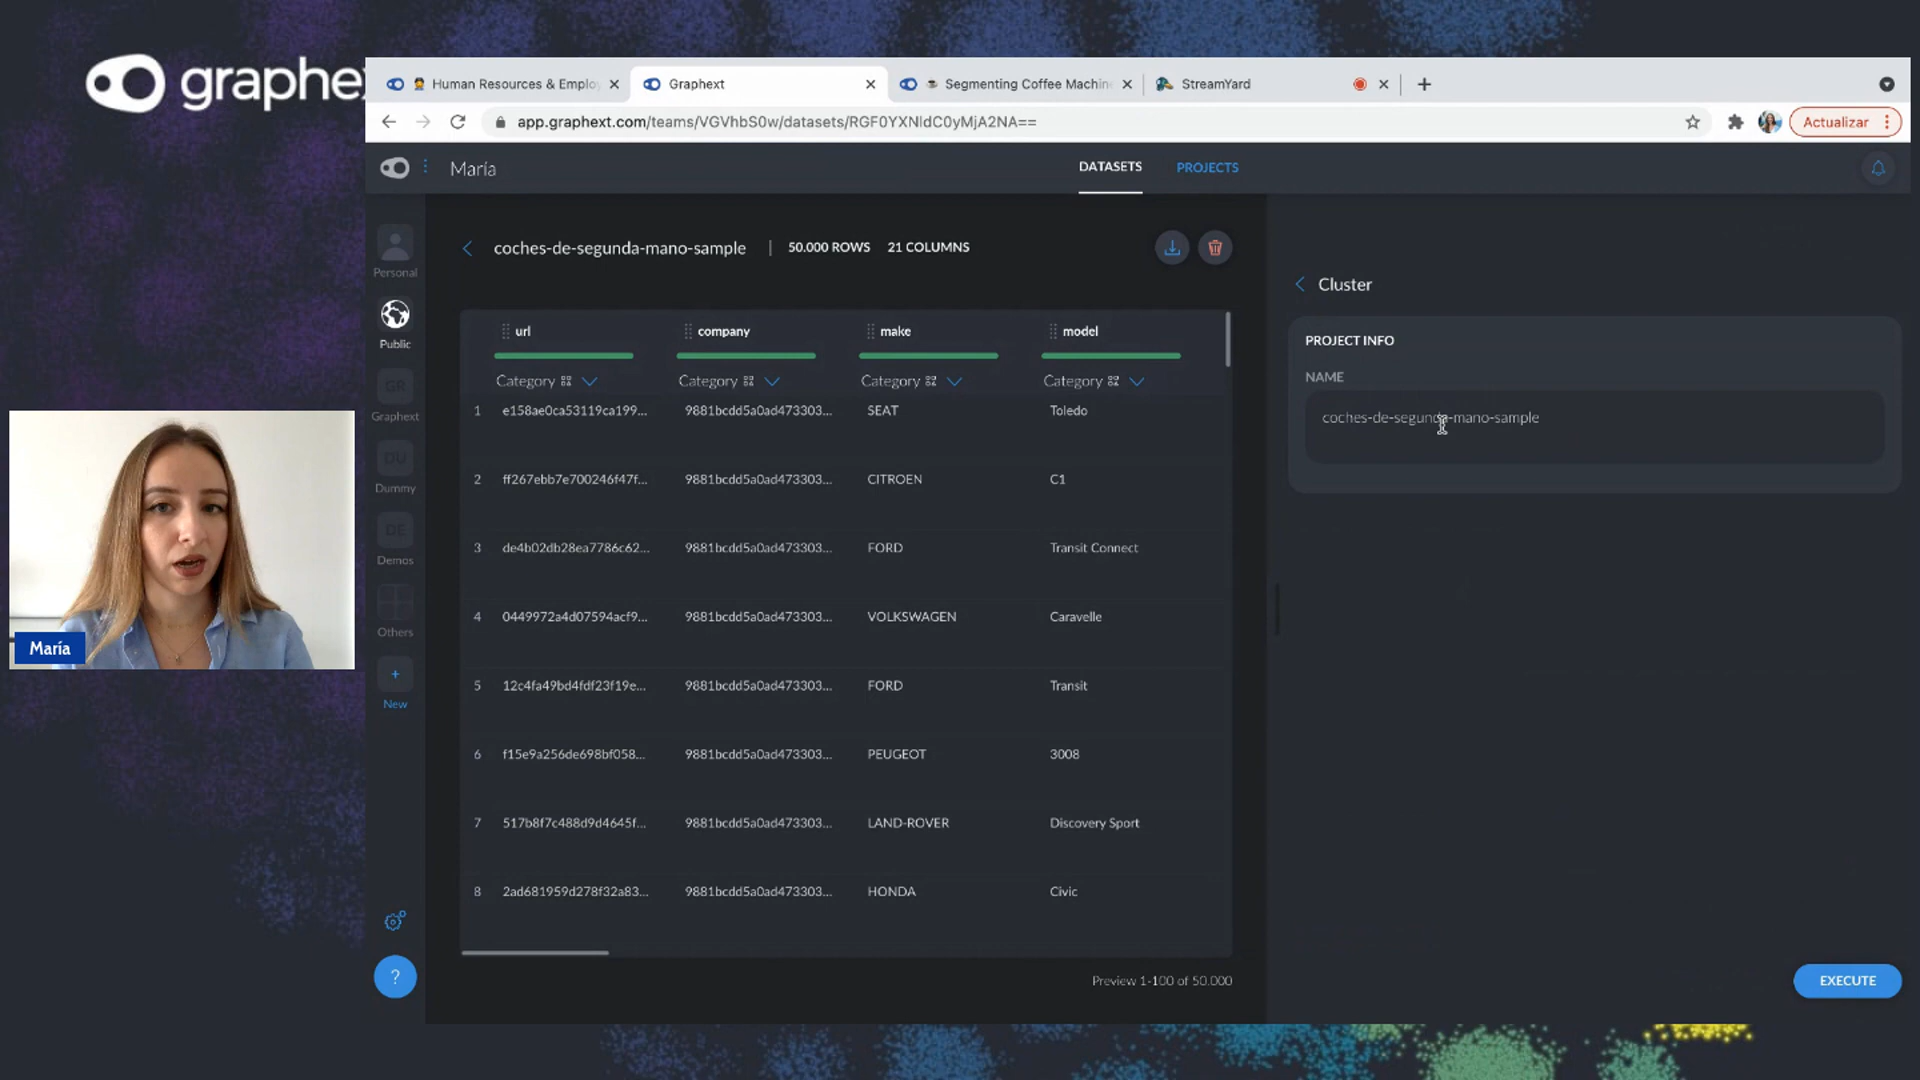 graphex
Human Resources & Emplo
Graphext
Segmenting Coffee Machin
StreamYard
app.graphext.com/teams/VGVhbS0w/datasets/RGF0YXNldC0yMjA2NA==
Actualizar
María
DATASETS
PROJECTS
Personal
Public
GR
Graphext
DU
Dummy
DE
Demos
Others
+
New
?
coches-de-segunda-mano-sample | 50.000 ROWS 21 COLUMNS
url company make model
Category Category Category Category
1 e158ae0ca53119ca199... 9881bcdd5a0ad473303... SEAT Toledo
2 ff267ebb7e700246f47f... 9881bcdd5a0ad473303... CITROEN C1
3 de4b02db28ea7786c62... 9881bcdd5a0ad473303... FORD Transit Connect
4 0449972a4d07594acf9... 9881bcdd5a0ad473303... VOLKSWAGEN Caravelle
5 12c4fa49bd4fdf23f19e... 9881bcdd5a0ad473303... FORD Transit
6 f15e9a256de698bf058... 9881bcdd5a0ad473303... PEUGEOT 3008
7 517b8f7c488d9d4645f... 9881bcdd5a0ad473303... LAND-ROVER Discovery Sport
8 2ad681959d278f32a83... 9881bcdd5a0ad473303... HONDA Civic
Preview 1-100 of 50.000
Cluster
PROJECT INFO
NAME
coches-de-segunda-mano-sample
EXECUTE
María